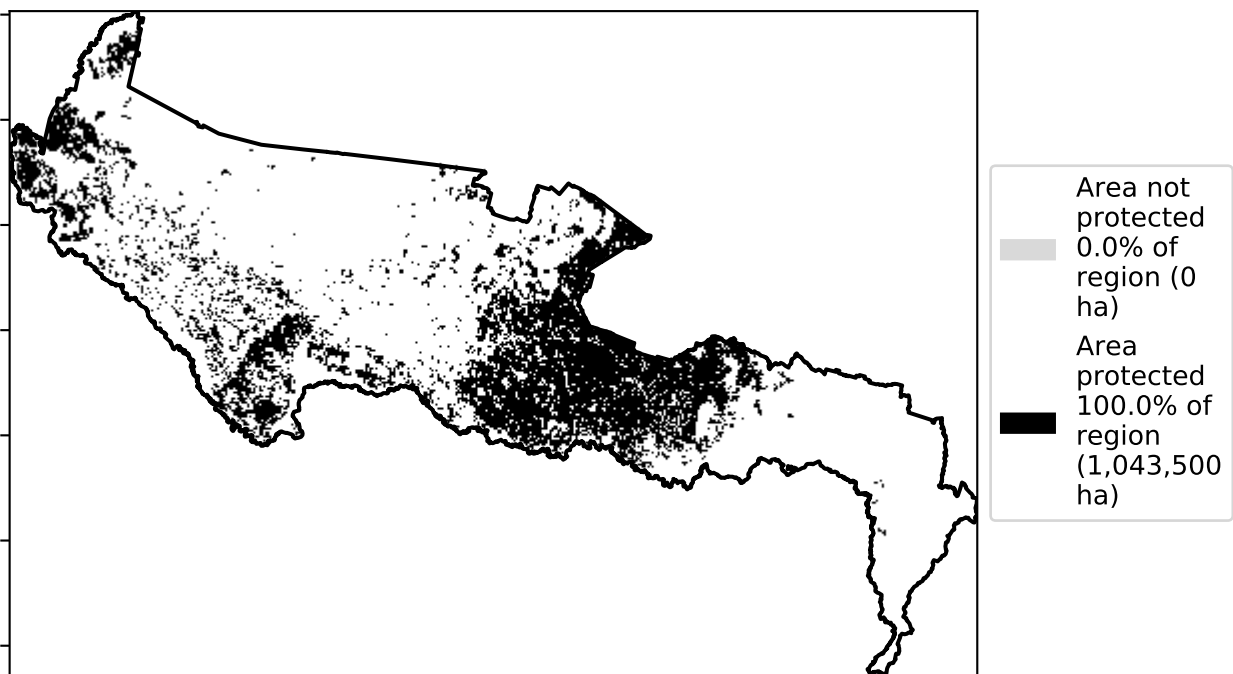 Area not
protected
0.0% of
region (0
ha)
Area
protected
100.0% of
region
(1,043,500
ha)